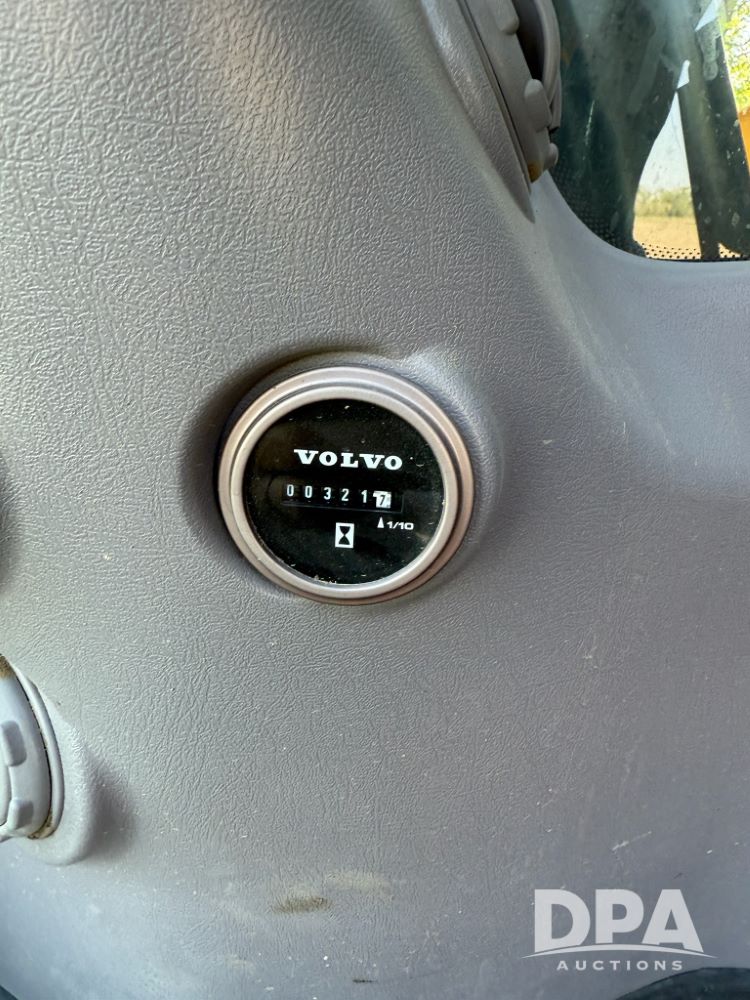 VOLVO
003217
1/10
DPA
AUCTIONS